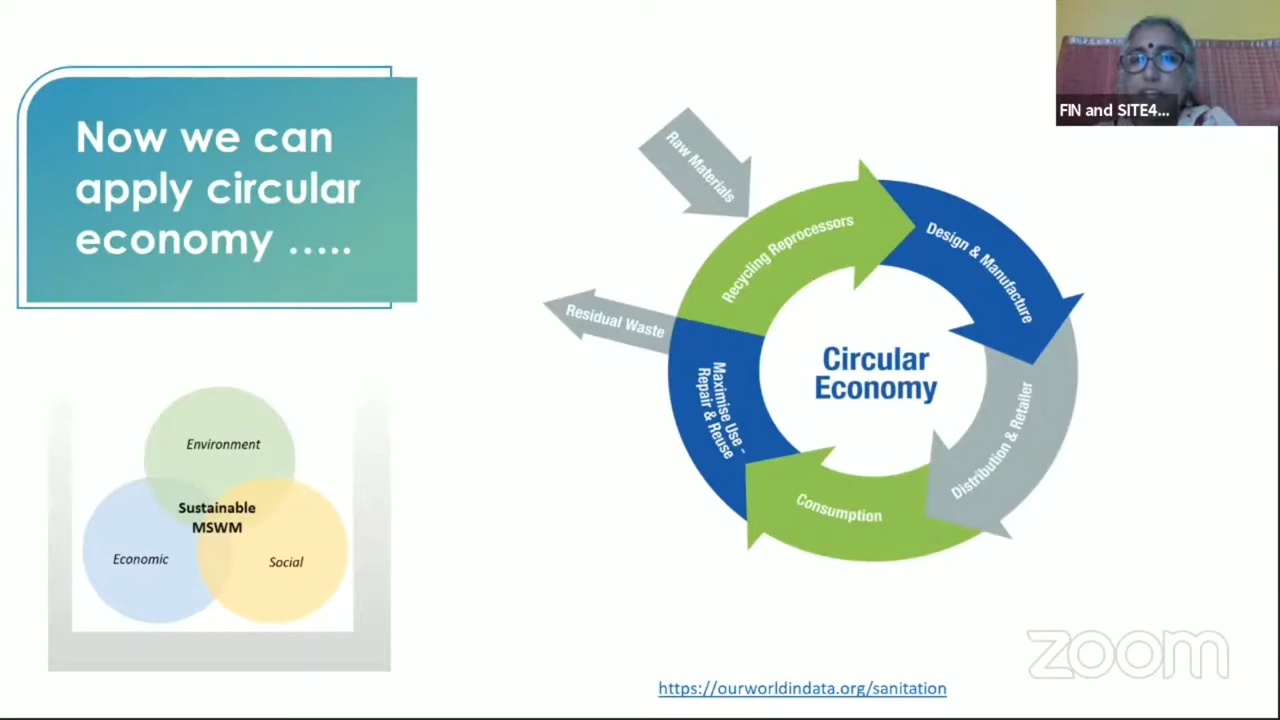 Now we can
apply circular
economy …..
FIN and SITE4...
Raw Materials
Recycling Reprocessors
Design & Manufacture
Distribution & Retailer
Consumption
Maximise Use -
Repair & Reuse
Residual Waste
Circular
Economy
Environment
Sustainable
MSWM
Economic
Social
https://ourworldindata.org/sanitation
zoom